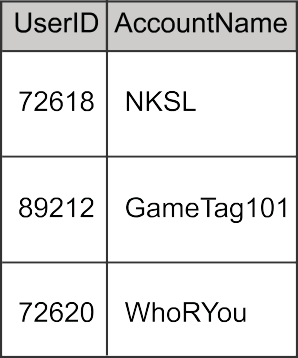 UserID AccountName
72618 NKSL
89212 GameTag101
72620 WhoRYou